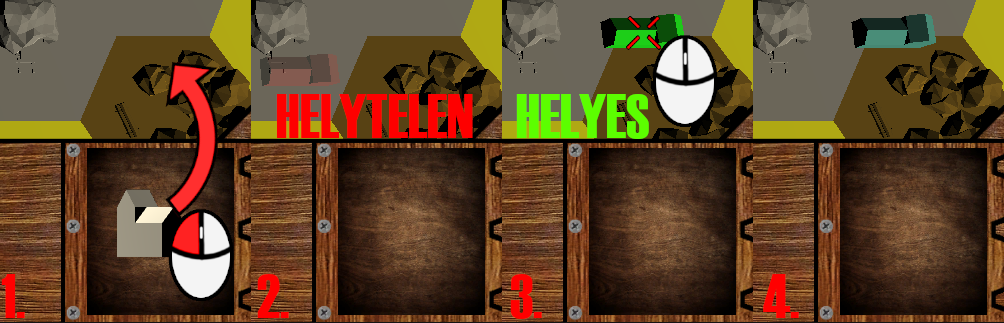 HELYTELEN
HELYES
1.
2.
3.
4.